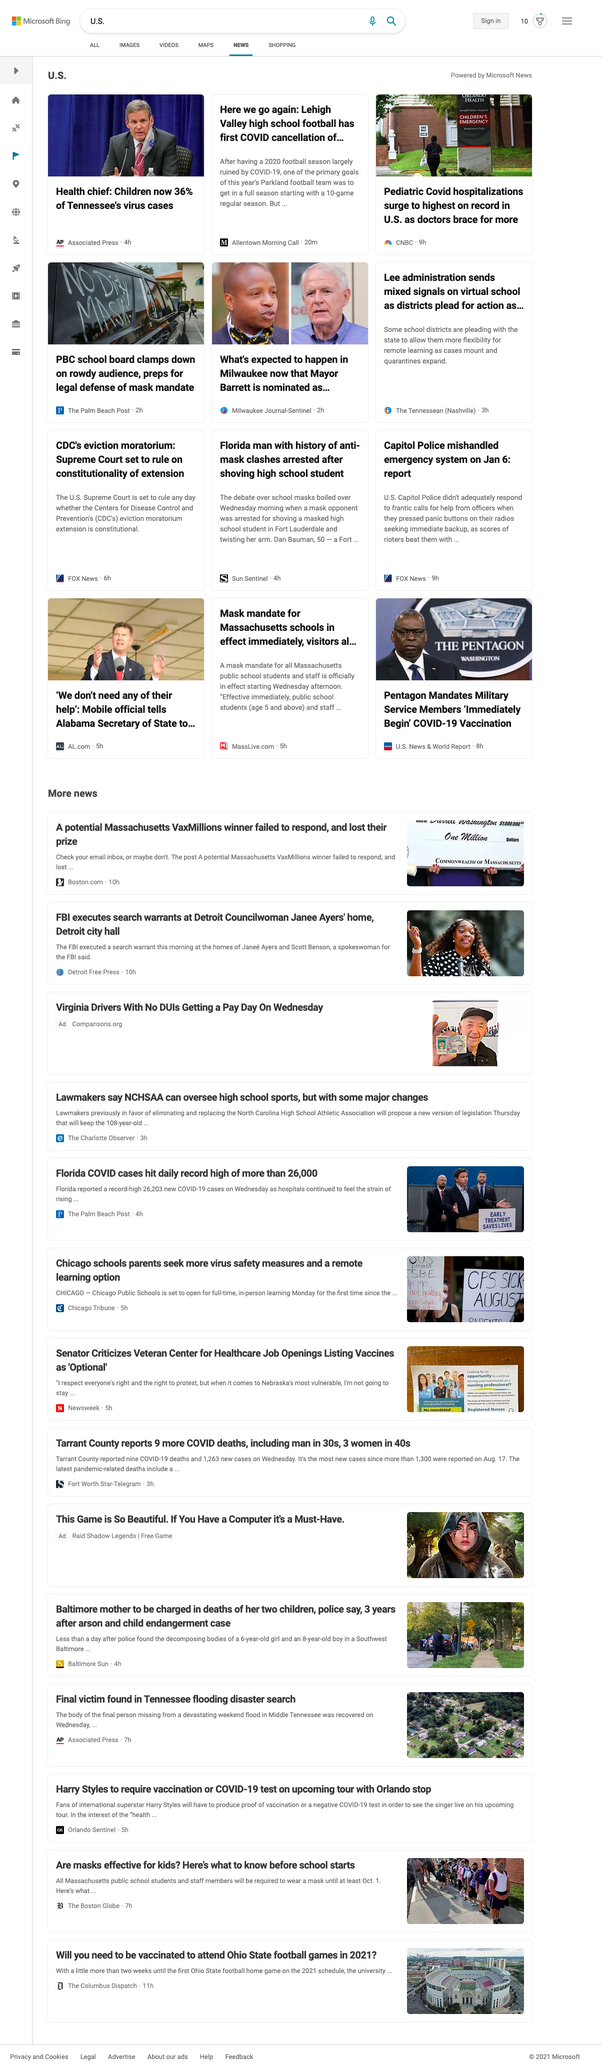 Microsoft Bing
U.S.
Sign in
10
ALL
IMAGES
VIDEOS
MAPS
NEWS
SHOPPING
U.S.
Powered by Microsoft News
Health chief: Children now 36%
of Tennessee's virus cases
AP Associated Press · 4h
Here we go again: Lehigh
Valley high school football has
first COVID cancellation of...
After having a 2020 football season largely
ruined by COVID-19, one of the primary goals
of this year's Parkland football team was to
get in a full season starting with a 10-game
regular season. But ...
Allentown Morning Call · 20m
HEALTH
CHILDREN'S
EMERGENCY
Pediatric Covid hospitalizations
surge to highest on record in
U.S. as doctors brace for more
CNBC · 9h
PBC school board clamps down
on rowdy audience, preps for
legal defense of mask mandate
The Palm Beach Post · 2h
What's expected to happen in
Milwaukee now that Mayor
Barrett is nominated as...
Milwaukee Journal-Sentinel · 2h
Lee administration sends
mixed signals on virtual school
as districts plead for action as...
Some school districts are pleading with the
state to allow them more flexibility for
remote learning as cases mount and
quarantines expand.
The Tennessean (Nashville) · 3h
CDC's eviction moratorium:
Supreme Court set to rule on
constitutionality of extension
The U.S. Supreme Court is set to rule any day
whether the Centers for Disease Control and
Prevention's (CDC's) eviction moratorium
extension is constitutional.
FOX News · 6h
Florida man with history of anti-
mask clashes arrested after
shoving high school student
The debate over school masks boiled over
Wednesday morning when a mask opponent
was arrested for shoving a masked high
school student in Fort Lauderdale and
twisting her arm. Dan Bauman, 50 — a Fort ...
Sun Sentinel · 4h
Capitol Police mishandled
emergency system on Jan 6:
report
U.S. Capitol Police didn't adequately respond
to frantic calls for help from officers when
they pressed panic buttons on their radios
seeking immediate backup, as scores of
rioters beat them with ...
FOX News · 9h
'We don't need any of their
help': Mobile official tells
Alabama Secretary of State to...
AL.com · 5h
Mask mandate for
Massachusetts schools in
effect immediately, visitors al...
A mask mandate for all Massachusetts
public school students and staff is officially
in effect starting Wednesday afternoon.
"Effective immediately, public school
students (age 5 and above) and staff ...
MassLive.com · 5h
THE PENTAGON
WASHINGTON
Pentagon Mandates Military
Service Members 'Immediately
Begin' COVID-19 Vaccination
U.S. News & World Report · 8h
More news
A potential Massachusetts VaxMillions winner failed to respond, and lost their
prize
Check your email inbox, or maybe don't. The post A potential Massachusetts VaxMillions winner failed to respond, and
lost ...
Boston.com · 10h
Darrell Washington
One Million Dollars
COMMONWEALTH OF MASSACHUSETTS
FBI executes search warrants at Detroit Councilwoman Janee Ayers' home,
Detroit city hall
The FBI executed a search warrant this morning at the homes of Janeé Ayers and Scott Benson, a spokeswoman for
the FBI said.
Detroit Free Press · 10h
Virginia Drivers With No DUIs Getting a Pay Day On Wednesday
Ad Comparisons.org
Lawmakers say NCHSAA can oversee high school sports, but with some major changes
Lawmakers previously in favor of eliminating and replacing the North Carolina High School Athletic Association will propose a new version of legislation Thursday
that will keep the 108-year-old ...
The Charlotte Observer · 3h
Florida COVID cases hit daily record high of more than 26,000
Florida reported a record-high 26,203 new COVID-19 cases on Wednesday as hospitals continued to feel the strain of
rising ...
The Palm Beach Post · 4h
EARLY
TREATMENT
SAVES LIVES
Chicago schools parents seek more virus safety measures and a remote
learning option
CHICAGO — Chicago Public Schools is set to open for full-time, in-person learning Monday for the first time since the ...
Chicago Tribune · 5h
CPS SICK
AUGUST
Senator Criticizes Veteran Center for Healthcare Job Openings Listing Vaccines
as 'Optional'
"I respect everyone's right and the right to protest, but when it comes to Nebraska's most vulnerable, I'm not going to
stay ...
N Newsweek · 5h
opportunity
nursing professional?
No mandated
Registered Nurses
Tarrant County reports 9 more COVID deaths, including man in 30s, 3 women in 40s
Tarrant County reported nine COVID-19 deaths and 1,263 new cases on Wednesday. It's the most new cases since more than 1,300 were reported on Aug. 17. The
latest pandemic-related deaths include a ...
Fort Worth Star-Telegram · 3h
This Game is So Beautiful. If You Have a Computer it's a Must-Have.
Ad Raid Shadow Legends | Free Game
Baltimore mother to be charged in deaths of her two children, police say, 3 years
after arson and child endangerment case
Less than a day after police found the decomposing bodies of a 6-year-old girl and an 8-year-old boy in a Southwest
Baltimore ...
Baltimore Sun · 4h
Final victim found in Tennessee flooding disaster search
The body of the final person missing from a devastating weekend flood in Middle Tennessee was recovered on
Wednesday, ...
AP Associated Press · 7h
Harry Styles to require vaccination or COVID-19 test on upcoming tour with Orlando stop
Fans of international superstar Harry Styles will have to produce proof of vaccination or a negative COVID-19 test in order to see the singer live on his upcoming
tour. In the interest of the "health ...
Orlando Sentinel · 5h
Are masks effective for kids? Here's what to know before school starts
All Massachusetts public school students and staff members will be required to wear a mask until at least Oct. 1.
Here's what ...
The Boston Globe · 7h
Will you need to be vaccinated to attend Ohio State football games in 2021?
With a little more than two weeks until the first Ohio State football home game on the 2021 schedule, the university ...
The Columbus Dispatch · 11h
Privacy and Cookies
Legal
Advertise
About our ads
Help
Feedback
© 2021 Microsoft